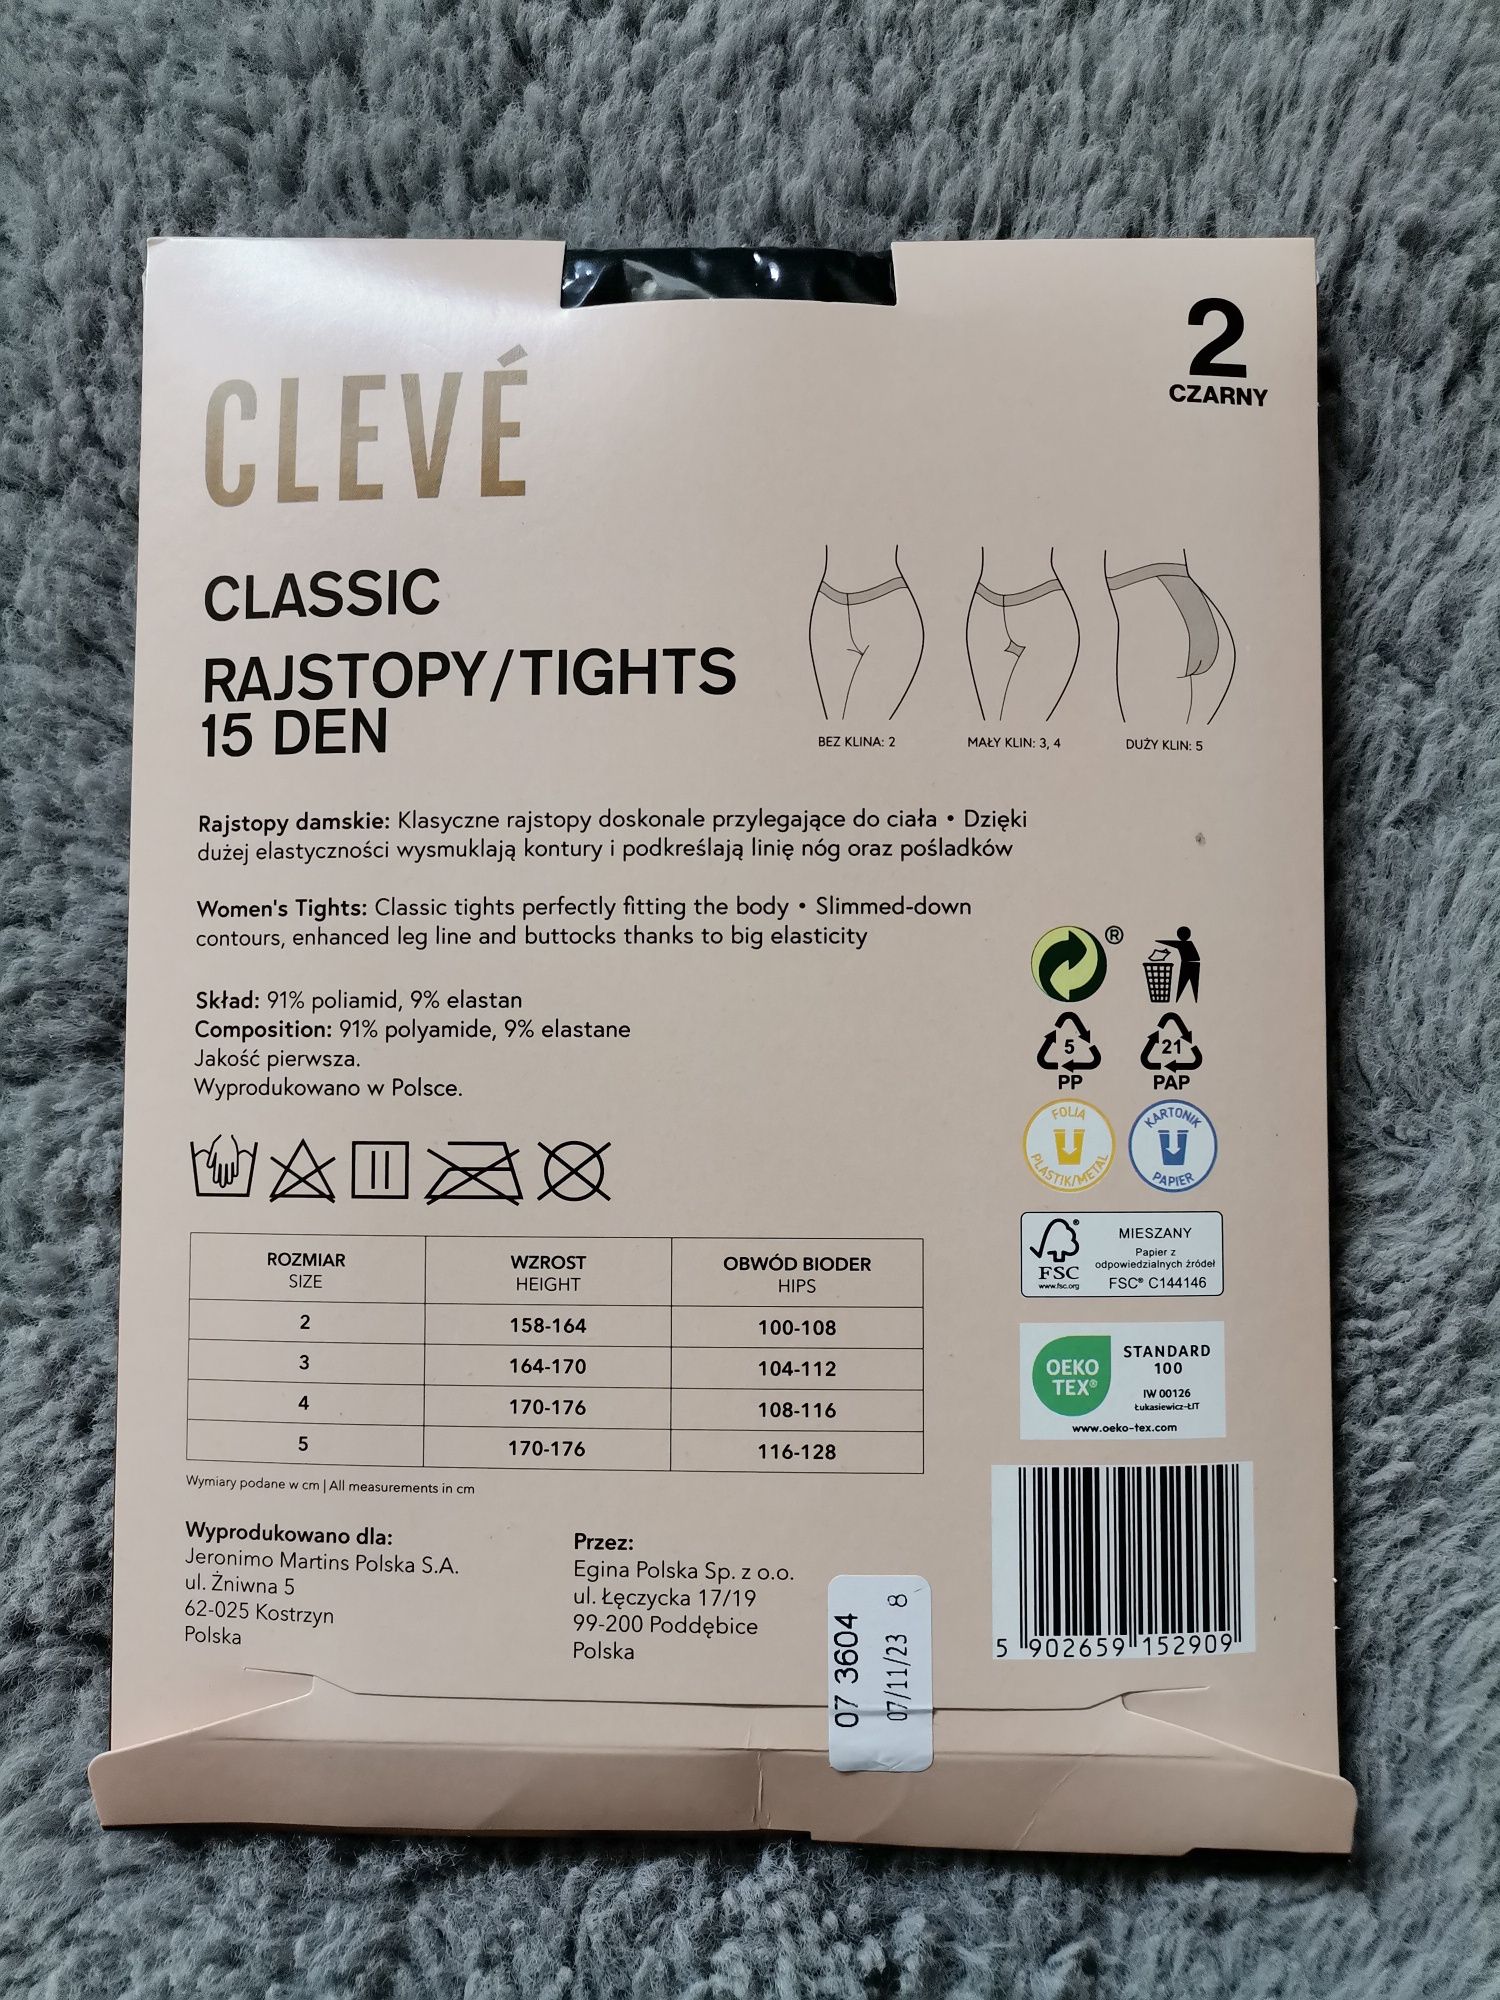 2
CZARNY
CLEVÉ
CLASSIC
RAJSTOPY/TIGHTS
15 DEN
BEZ KLINA: 2
MAŁY KLIN: 3, 4
DUŻY KLIN: 5
Rajstopy damskie: Klasyczne rajstopy doskonale przylegające do ciała • Dzięki
dużej elastyczności wysmuklają kontury i podkreślają linię nóg oraz pośladków
Women's Tights: Classic tights perfectly fitting the body • Slimmed-down
contours, enhanced leg line and buttocks thanks to big elasticity
Skład: 91% poliamid, 9% elastan
Composition: 91% polyamide, 9% elastane
Jakość pierwsza.
Wyprodukowano w Polsce.
®
5
PP
21
PAP
FOLIA
PLASTIK/METAL
KARTONIK
PAPIER
FSC
www.fsc.org
MIESZANY
Papier z
odpowiedzialnych źródeł
FSC® C144146
ROZMIAR WZROST OBWÓD BIODER
SIZE HEIGHT HIPS
2 158-164 100-108
3 164-170 104-112
4 170-176 108-116
5 170-176 116-128
Wymiary podane w cm | All measurements in cm
OEKO
TEX®
STANDARD
100
IW 00126
Łukasiewicz-ŁIT
www.oeko-tex.com
Wyprodukowano dla:
Jeronimo Martins Polska S.A.
ul. Żniwna 5
62-025 Kostrzyn
Polska
Przez:
Egina Polska Sp. z o.o.
ul. Łęczycka 17/19
99-200 Poddębice
Polska
07 3604
07/11/23 8
5 902659 152909